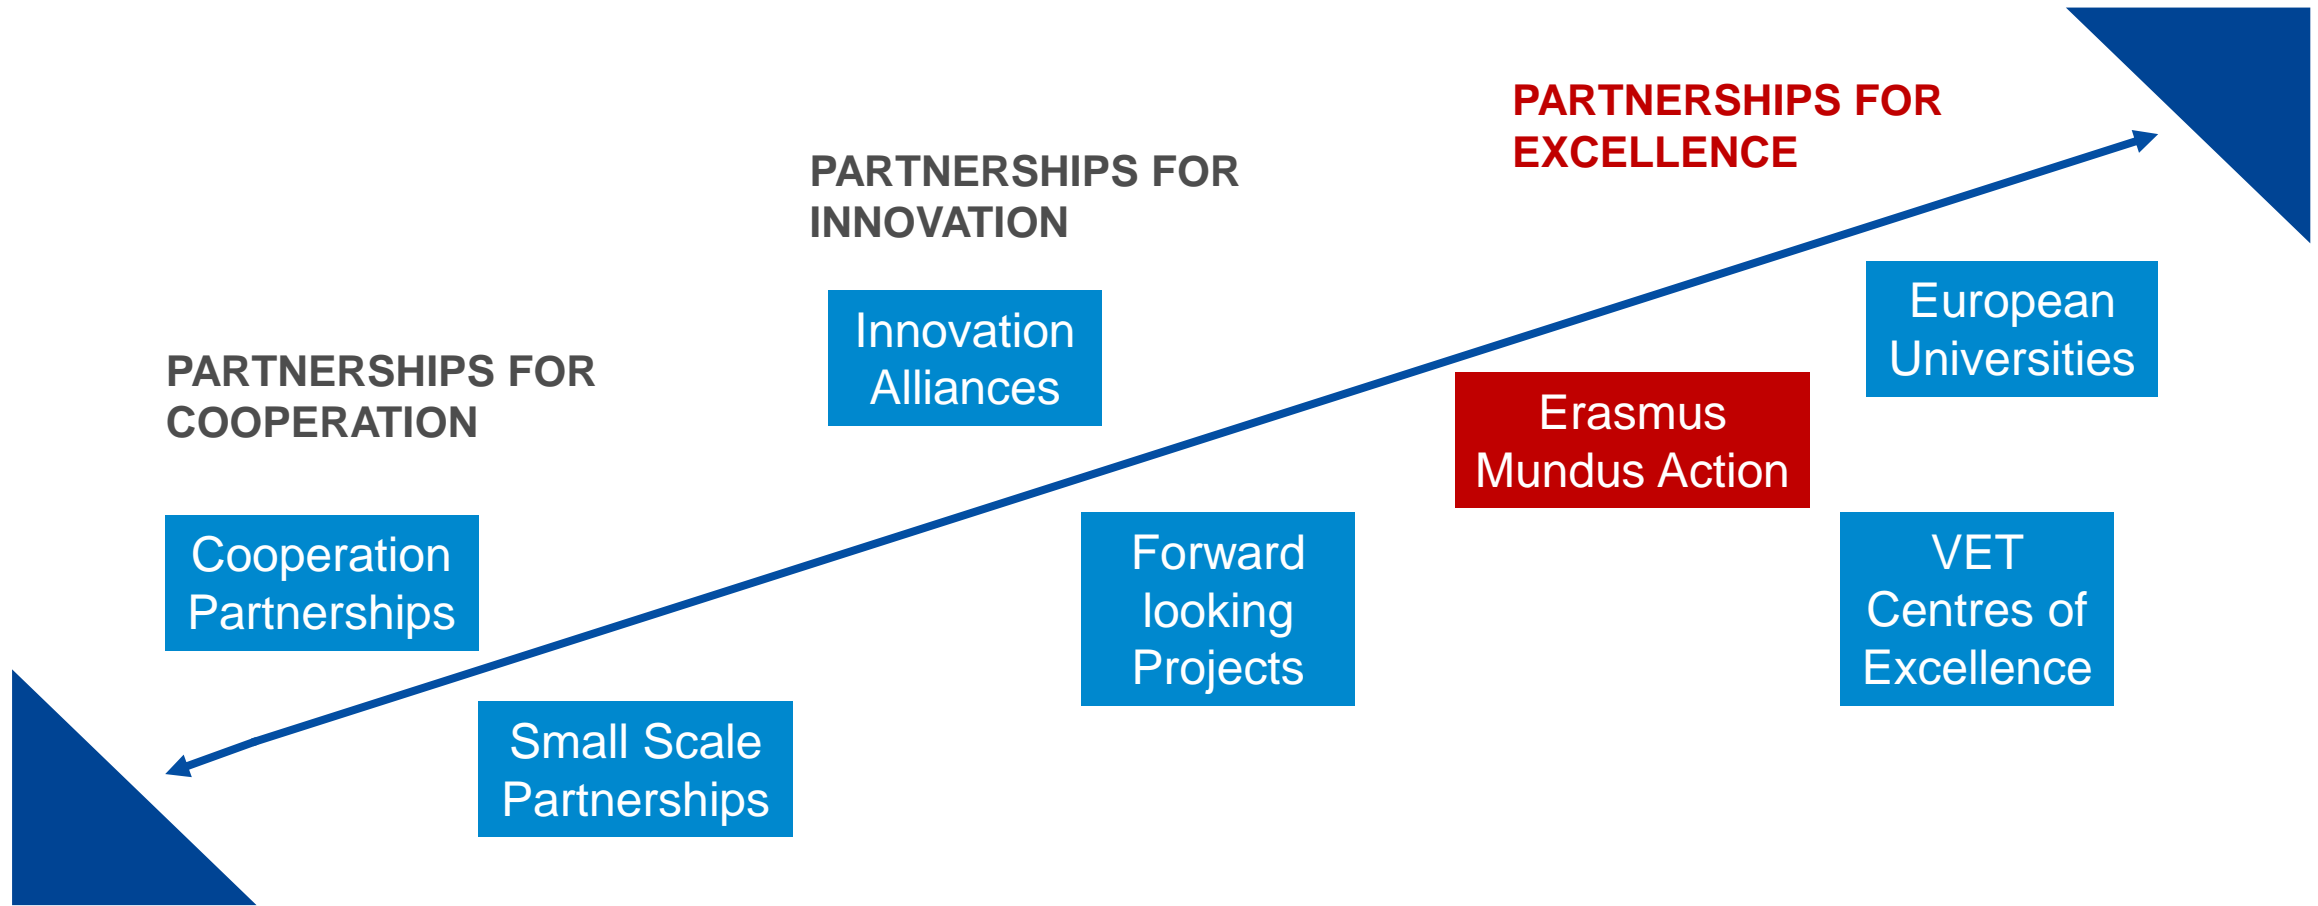 PARTNERSHIPS FOR
COOPERATION
Cooperation
Partnerships
Small Scale
Partnerships
PARTNERSHIPS FOR
INNOVATION
Innovation
Alliances
Forward
looking
Projects
PARTNERSHIPS FOR
EXCELLENCE
Erasmus
Mundus Action
European
Universities
VET
Centres of
Excellence